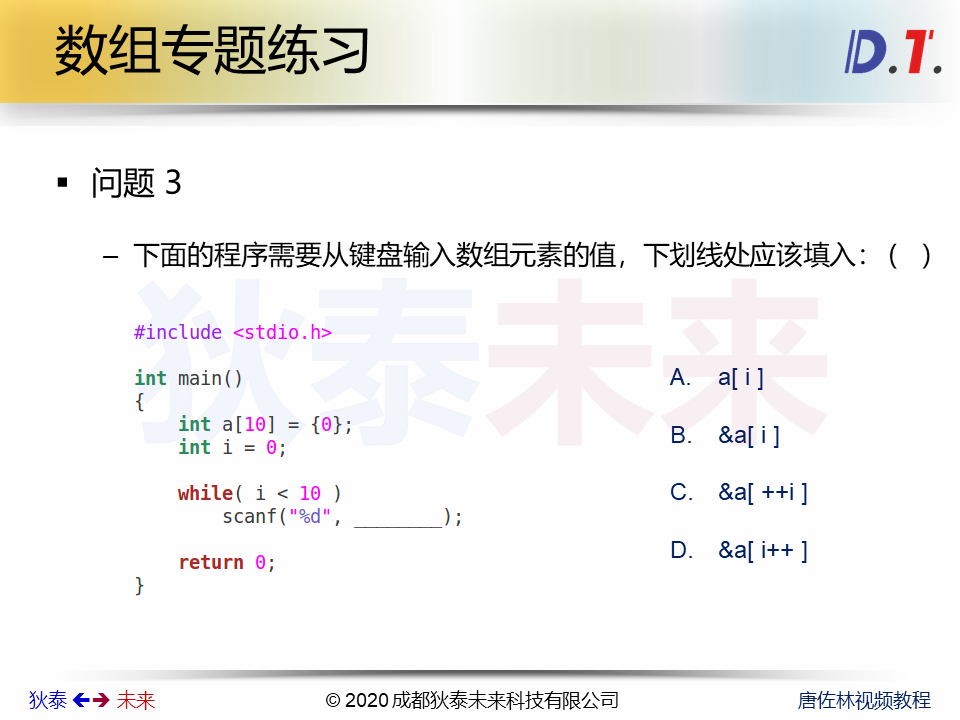 数组专题练习
D.T.
问题 3
– 下面的程序需要从键盘输入数组元素的值，下划线处应该填入：（ ）
狄泰未来
#include <stdio.h>
int main()
{
    int a[10] = {0};
    int i = 0;
    while( i < 10 )
        scanf("%d", ________);
    return 0;
}
A. a[ i ]
B. &a[ i ]
C. &a[ ++i ]
D. &a[ i++ ]
狄泰 未来
© 2020 成都狄泰未来科技有限公司
唐佐林视频教程